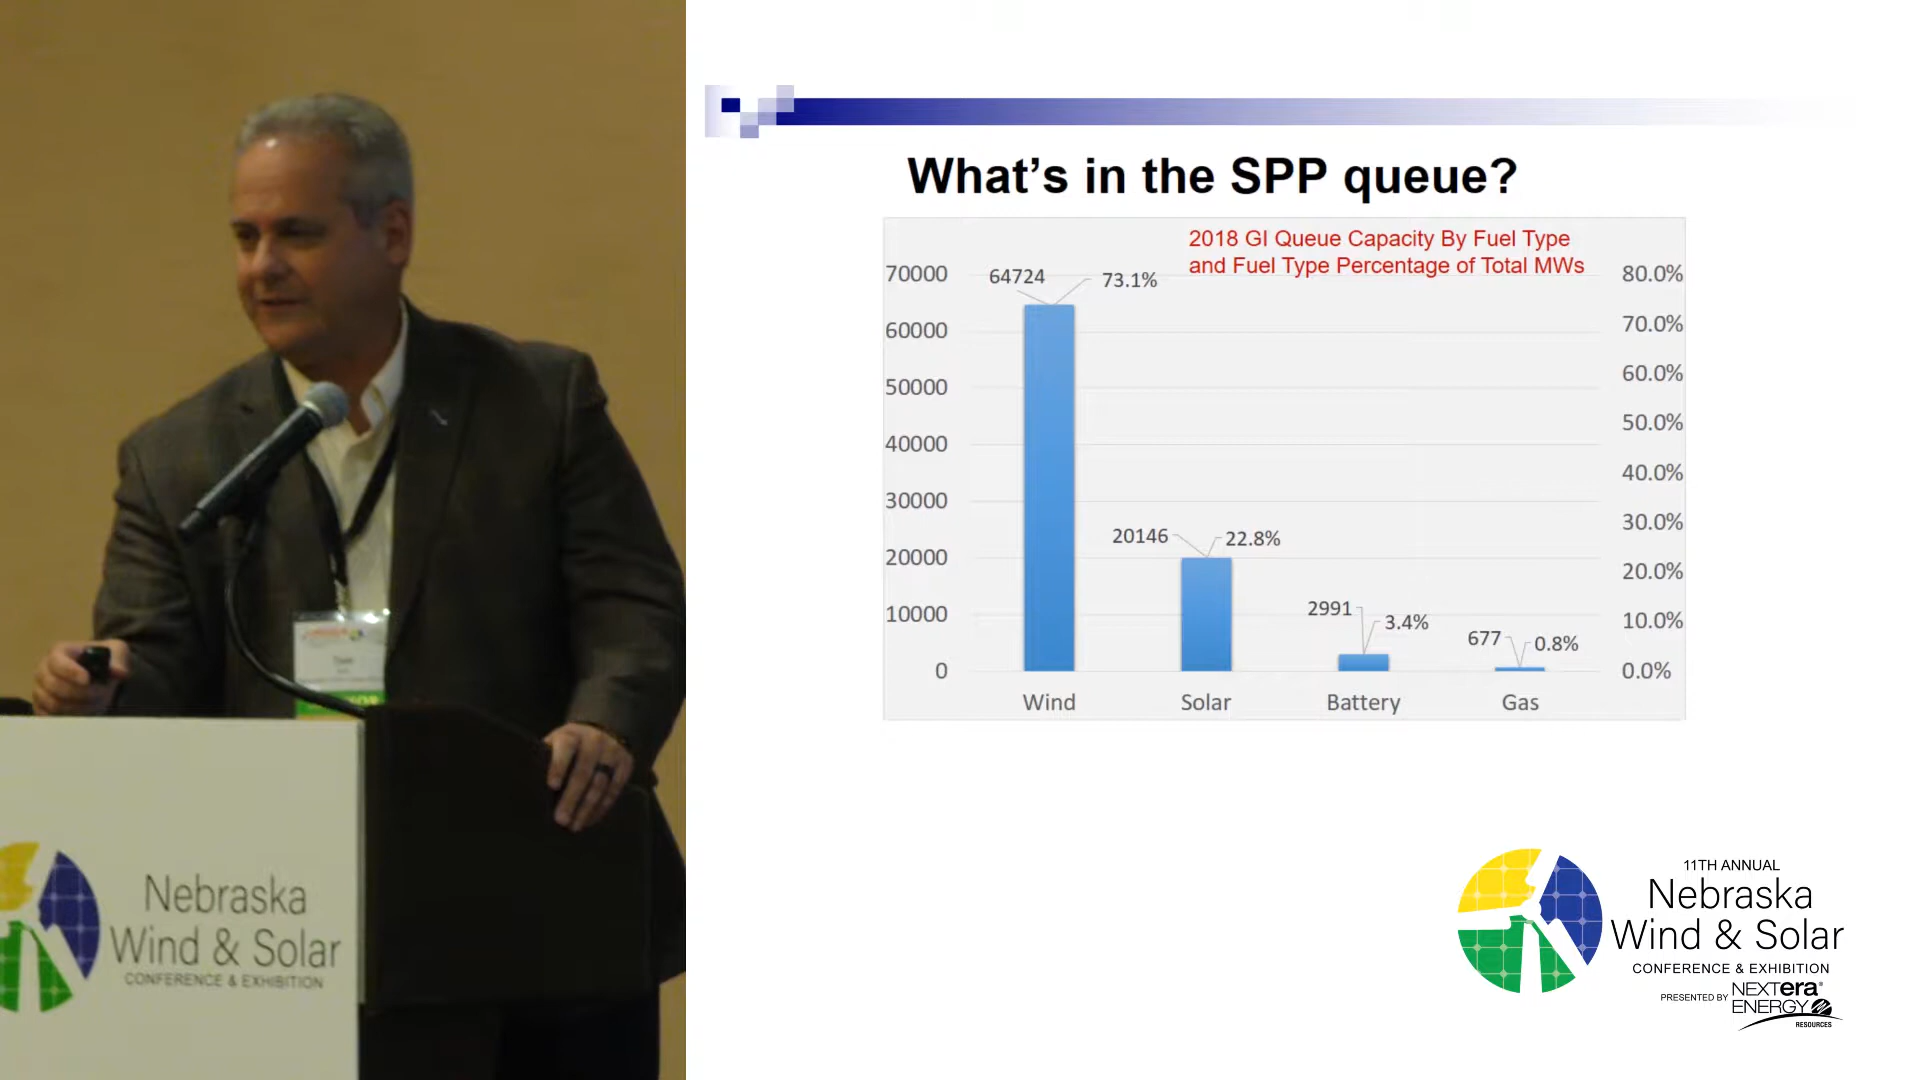 What's in the SPP queue?
2018 GI Queue Capacity By Fuel Type
and Fuel Type Percentage of Total MWs
70000
60000
50000
40000
30000
20000
10000
0
64724
73.1%
20146
22.8%
2991
3.4%
677
0.8%
80.0%
70.0%
60.0%
50.0%
40.0%
30.0%
20.0%
10.0%
0.0%
Wind
Solar
Battery
Gas
Nebraska
Wind & Solar
CONFERENCE & EXHIBITION
11TH ANNUAL
Nebraska
Wind & Solar
CONFERENCE & EXHIBITION
PRESENTED BY
NEXTera®
ENERGY
RESOURCES